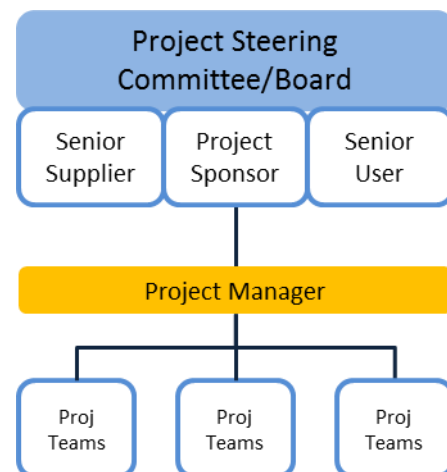 Project Steering
Committee/Board
Senior
Supplier
Project
Sponsor
Senior
User
Project Manager
Proj
Teams
Proj
Teams
Proj
Teams